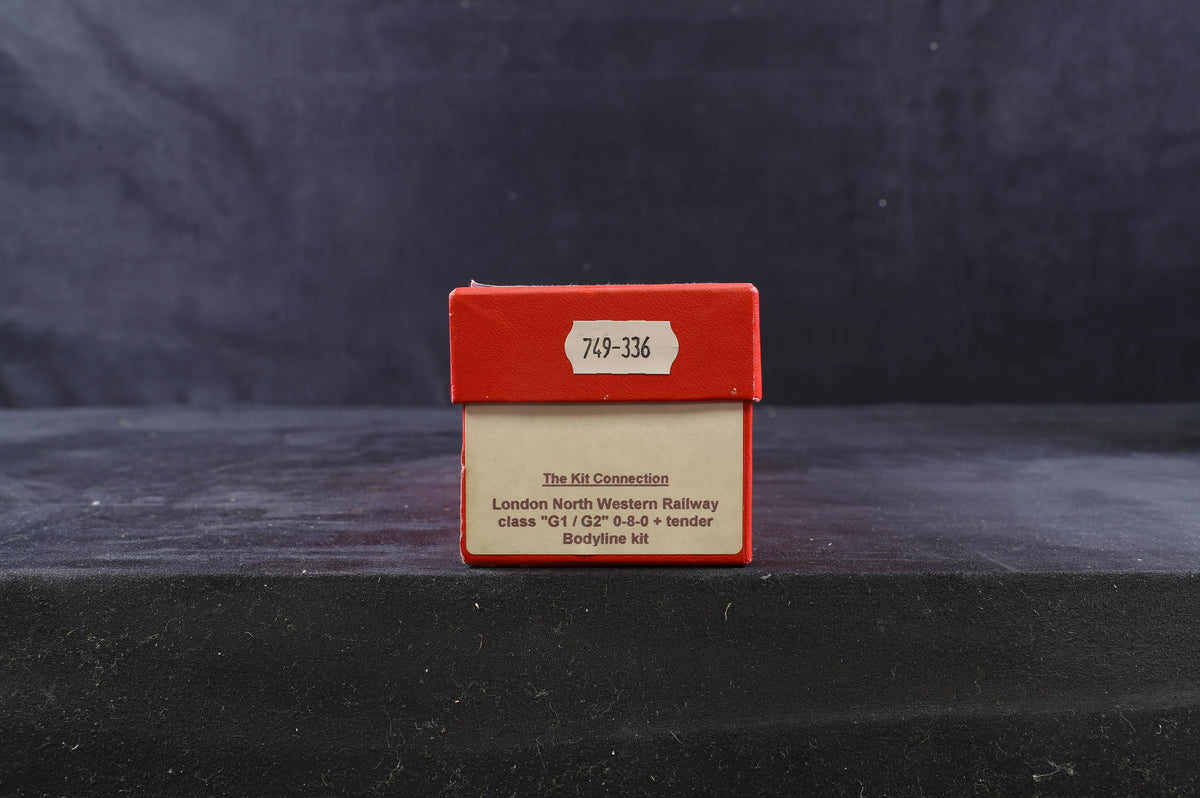 749-336
The Kit Connection
London North Western Railway
class "G1 / G2" 0-8-0 + tender
Bodyline kit